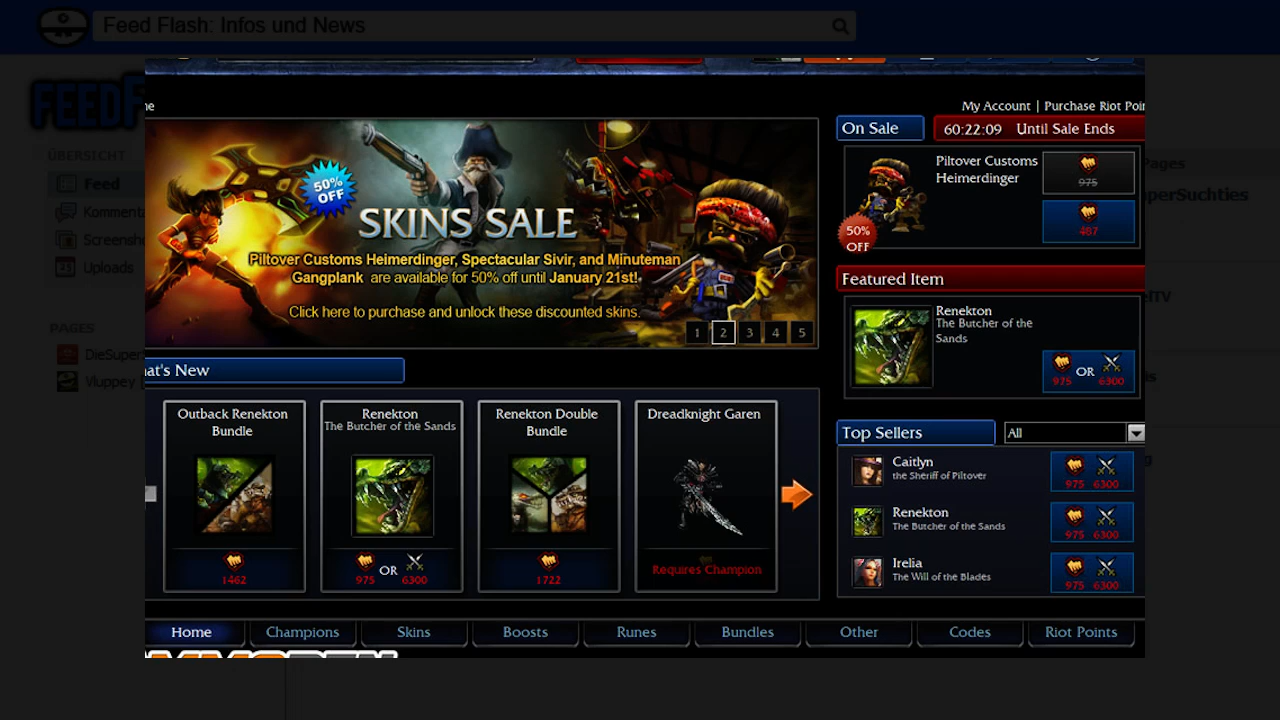 Feed Flash: Infos und News
FEEDF
ÜBERSICHT
Feed
Komment
Screensh
Uploads
PAGES
DieSuper
Vluppey
Pages
perSuchties
My Account | Purchase Riot Poin
SKINS SALE
50%
OFF
Piltover Customs Heimerdinger, Spectacular Sivir, and Minuteman
Gangplank are available for 50% off until January 21st!
Click here to purchase and unlock these discounted skins.
1 2 3 4 5
On Sale
60:22:09 Until Sale Ends
Piltover Customs
Heimerdinger
975
487
50%
OFF
Featured Item
Renekton
The Butcher of the
Sands
OR
975 6300
at's New
Outback Renekton
Bundle
1462
Renekton
The Butcher of the Sands
OR
975 6300
Renekton Double
Bundle
1722
Dreadknight Garen
Requires Champion
Top Sellers
All
Caitlyn
the Sheriff of Piltover
975 6300
Renekton
The Butcher of the Sands
975 6300
Irelia
The Will of the Blades
975 6300
Home Champions Skins Boosts Runes Bundles Other Codes Riot Points